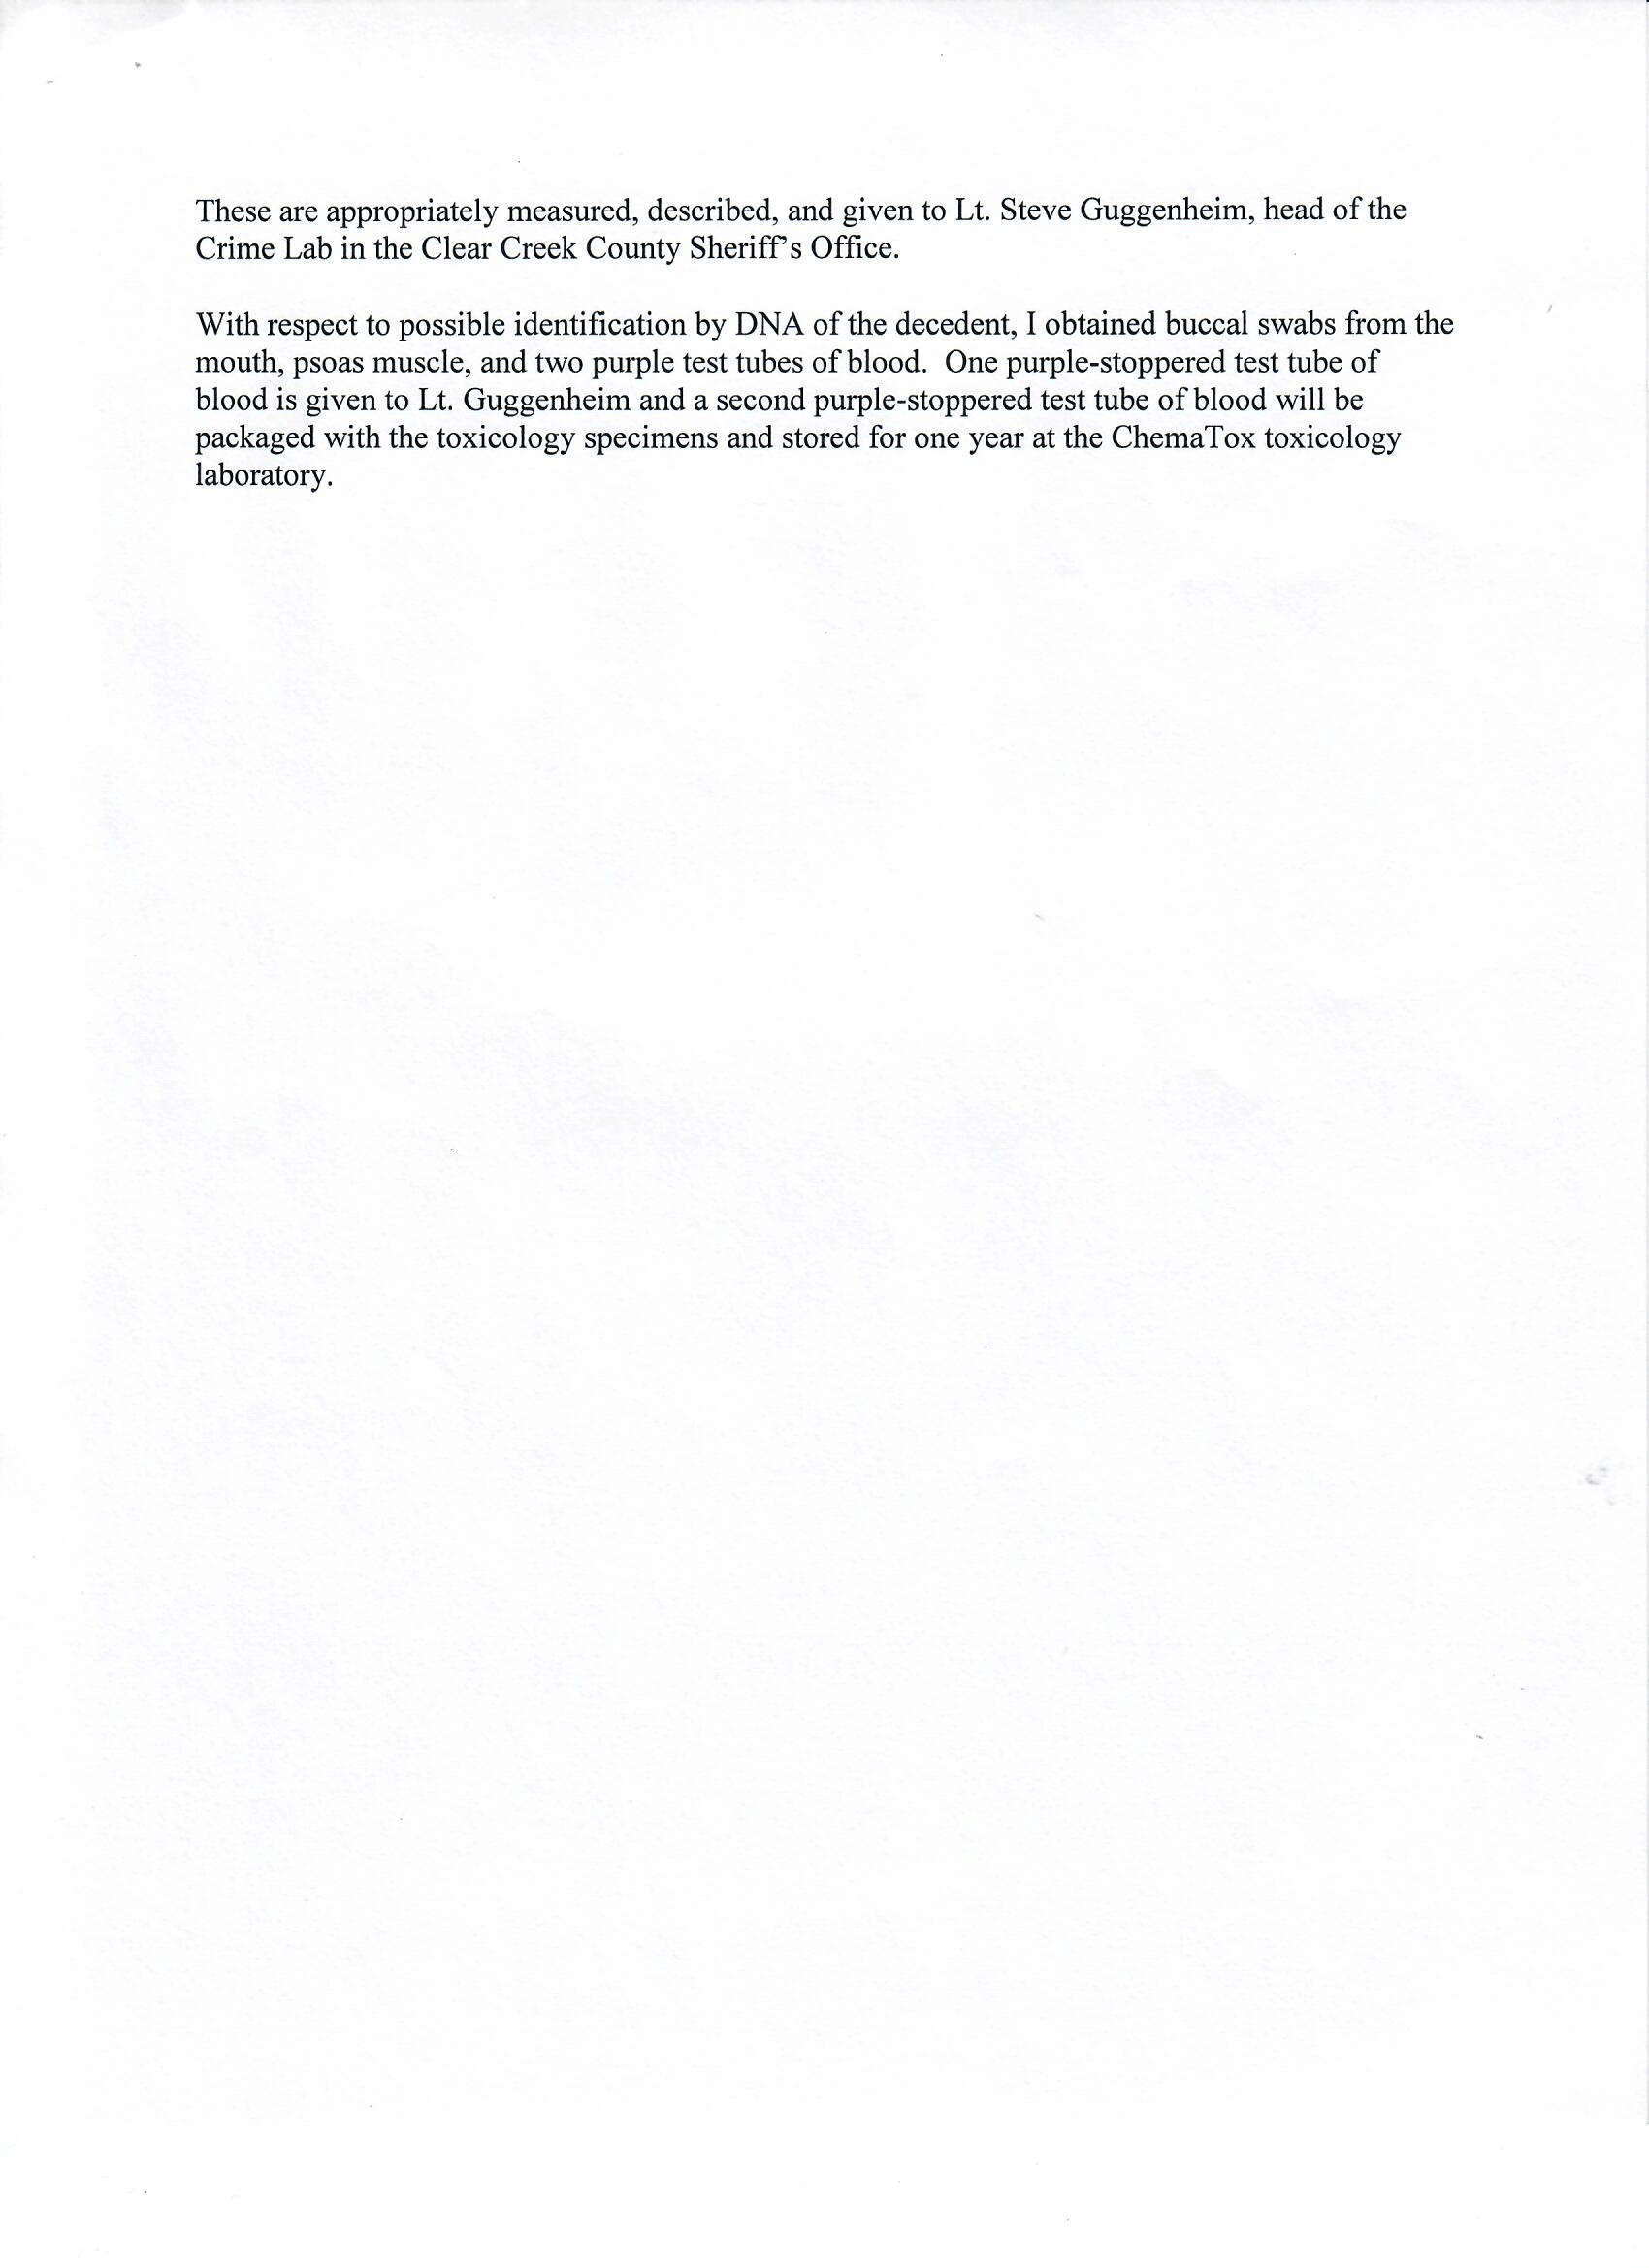 These are appropriately measured, described, and given to Lt. Steve Guggenheim, head of the
Crime Lab in the Clear Creek County Sheriff's Office.
With respect to possible identification by DNA of the decedent, I obtained buccal swabs from the
mouth, psoas muscle, and two purple test tubes of blood.  One purple-stoppered test tube of
blood is given to Lt. Guggenheim and a second purple-stoppered test tube of blood will be
packaged with the toxicology specimens and stored for one year at the ChemaTox toxicology
laboratory.